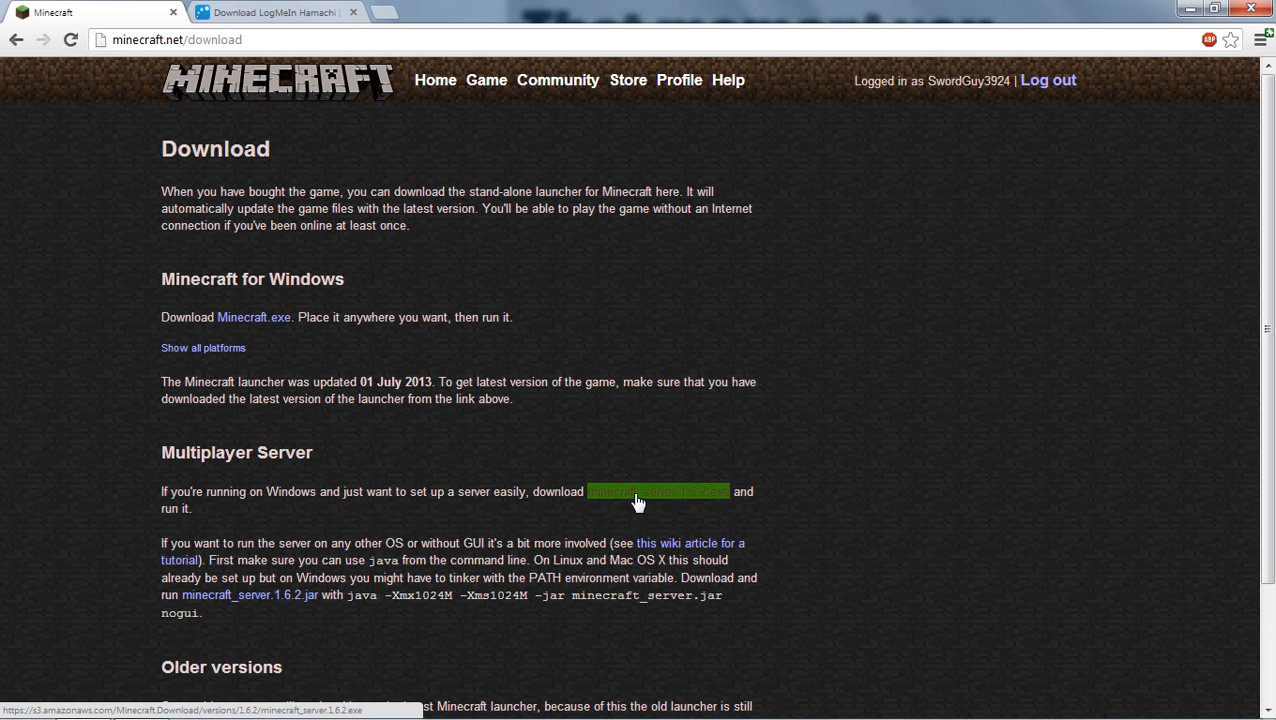 Minecraft
Download LogMeIn Hamachi
minecraft.net/download
ABP
MINECRAFT
Home Game Community Store Profile Help
Logged in as SwordGuy3924 | Log out
Download
When you have bought the game, you can download the stand-alone launcher for Minecraft here. It will
automatically update the game files with the latest version. You'll be able to play the game without an Internet
connection if you've been online at least once.
Minecraft for Windows
Download Minecraft.exe. Place it anywhere you want, then run it.
Show all platforms
The Minecraft launcher was updated 01 July 2013. To get latest version of the game, make sure that you have
downloaded the latest version of the launcher from the link above.
Multiplayer Server
If you're running on Windows and just want to set up a server easily, download minecraft_server.1.6.2.exe and
run it.
If you want to run the server on any other OS or without GUI it's a bit more involved (see this wiki article for a
tutorial). First make sure you can use java from the command line. On Linux and Mac OS X this should
already be set up but on Windows you might have to tinker with the PATH environment variable. Download and
run minecraft_server.1.6.2.jar with java -Xmx1024M -Xms1024M -jar minecraft_server.jar
nogui.
Older versions
st Minecraft launcher, because of this the old launcher is still
https://s3.amazonaws.com/Minecraft.Download/versions/1.6.2/minecraft_server.1.6.2.exe